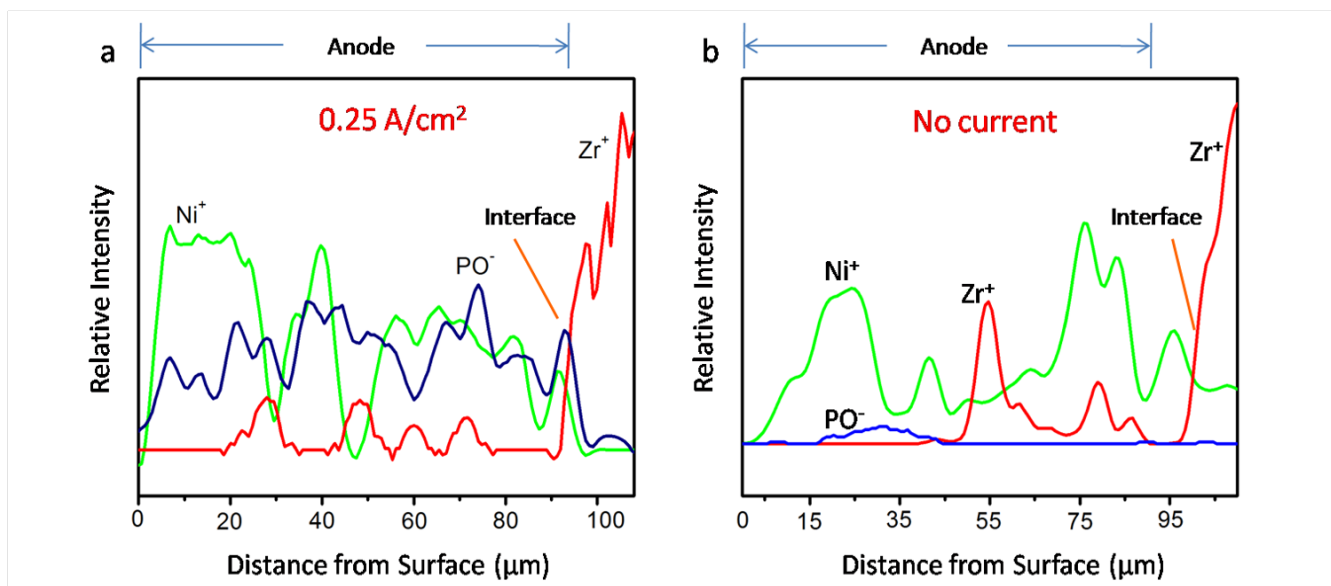 a
Anode
0.25 A/cm²
Zr⁺
Ni⁺
Interface
PO⁻
Relative Intensity
0 20 40 60 80 100
Distance from Surface (µm)
b
Anode
No current
Zr⁺
Interface
Ni⁺
Zr⁺
PO⁻
Relative Intensity
0 15 35 55 75 95
Distance from Surface (µm)